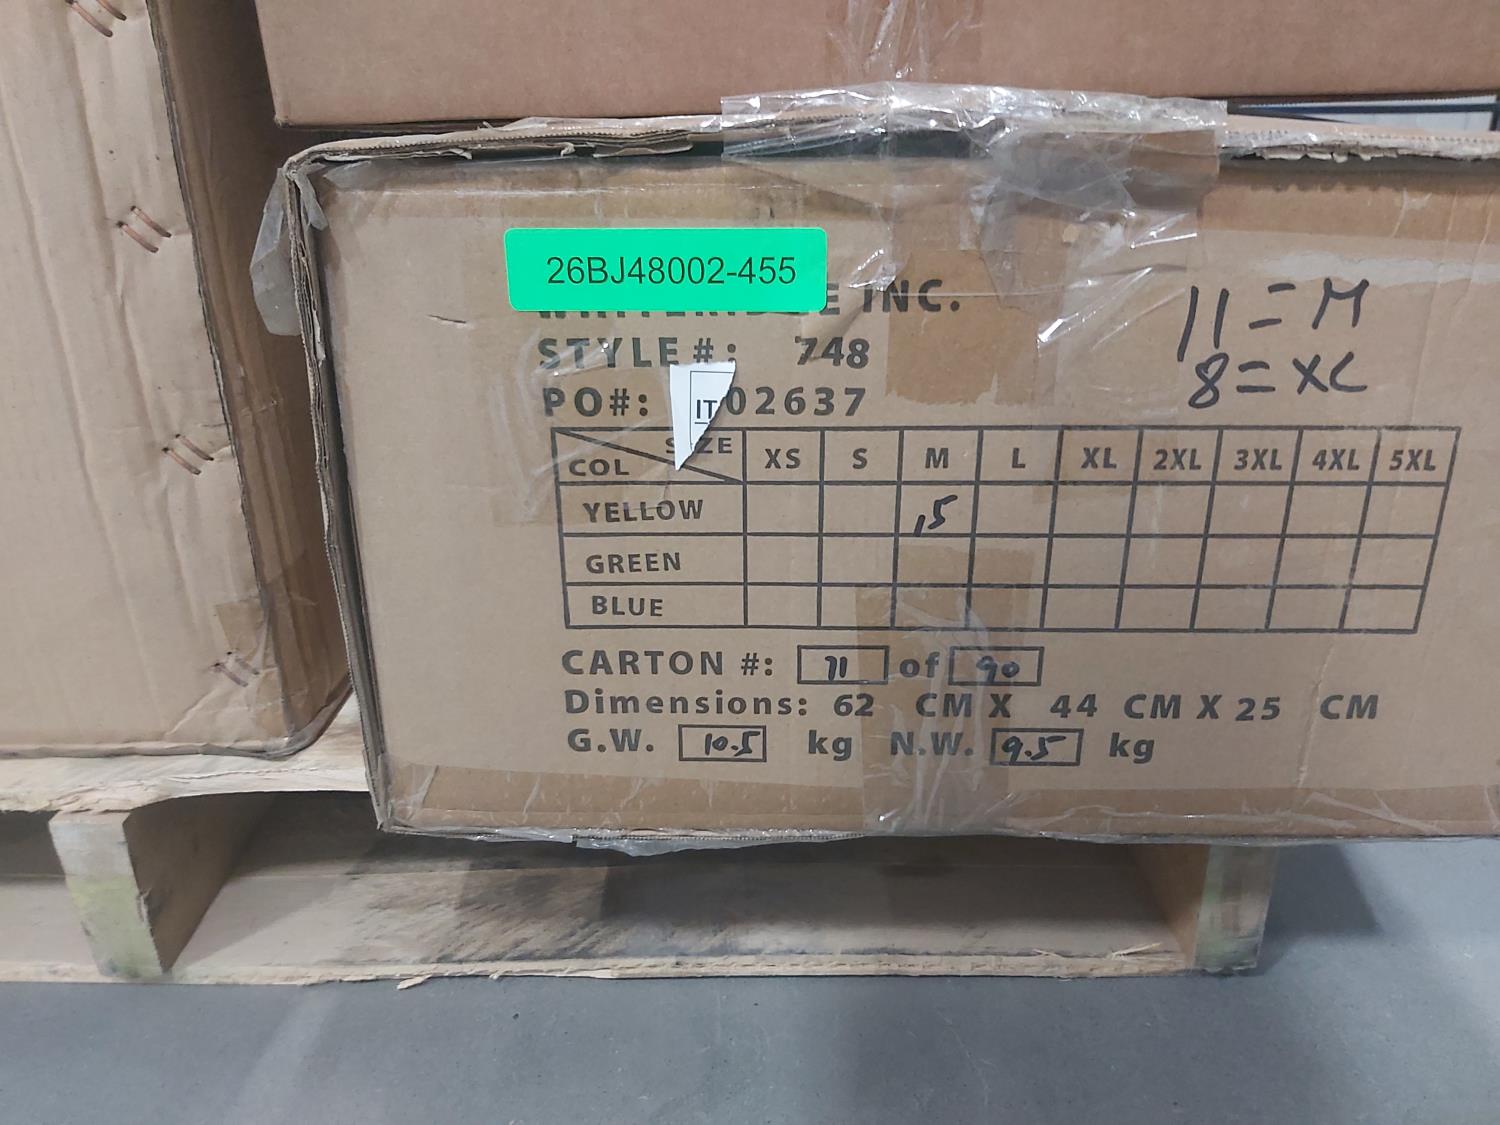 26BJ48002-455
INC.
11 = M
8 = XL
STYLE #: 748
PO#: 02637
IT
SIZE
COL XS S M L XL 2XL 3XL 4XL 5XL
YELLOW 15
GREEN
BLUE
CARTON #: 71 of 90
Dimensions: 62 CM X 44 CM X 25 CM
G.W. 10.5 kg N.W. 9.5 kg